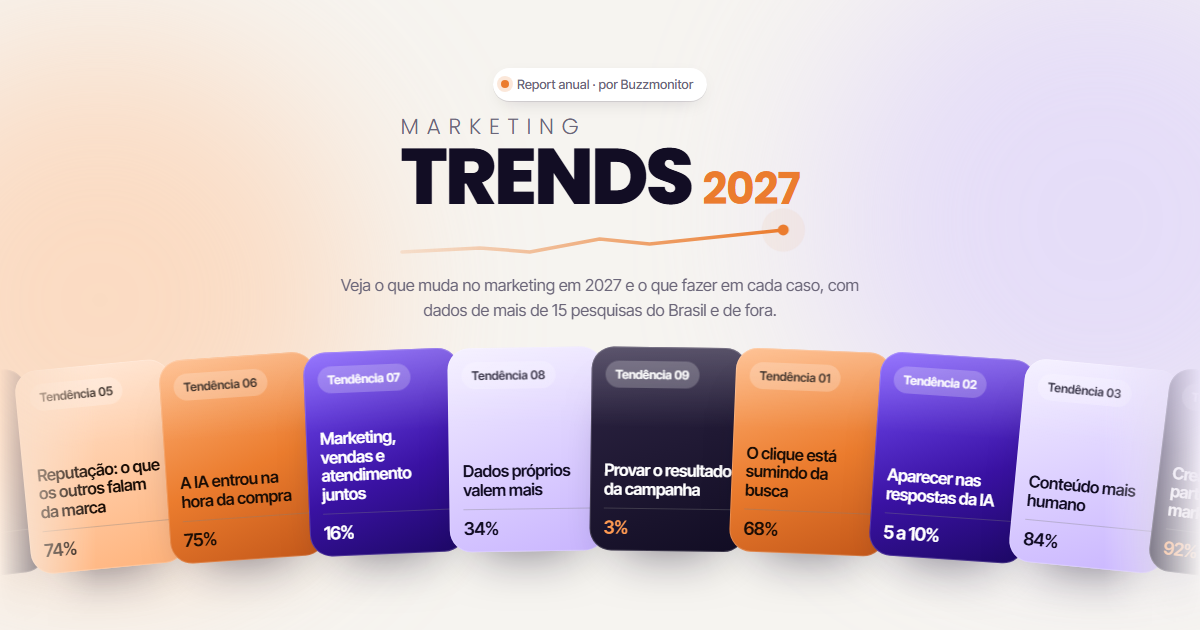 Report anual · por Buzzmonitor
MARKETING
TRENDS 2027
Veja o que muda no marketing em 2027 e o que fazer em cada caso, com
dados de mais de 15 pesquisas do Brasil e de fora.
Tendência 05
Reputação: o que
os outros falam
da marca
74%
Tendência 06
A IA entrou na
hora da compra
75%
Tendência 07
Marketing,
vendas e
atendimento
juntos
16%
Tendência 08
Dados próprios
valem mais
34%
Tendência 09
Provar o resultado
da campanha
3%
Tendência 01
O clique está
sumindo da
busca
68%
Tendência 02
Aparecer nas
respostas da IA
5 a 10%
Tendência 03
Conteúdo mais
humano
84%
92%